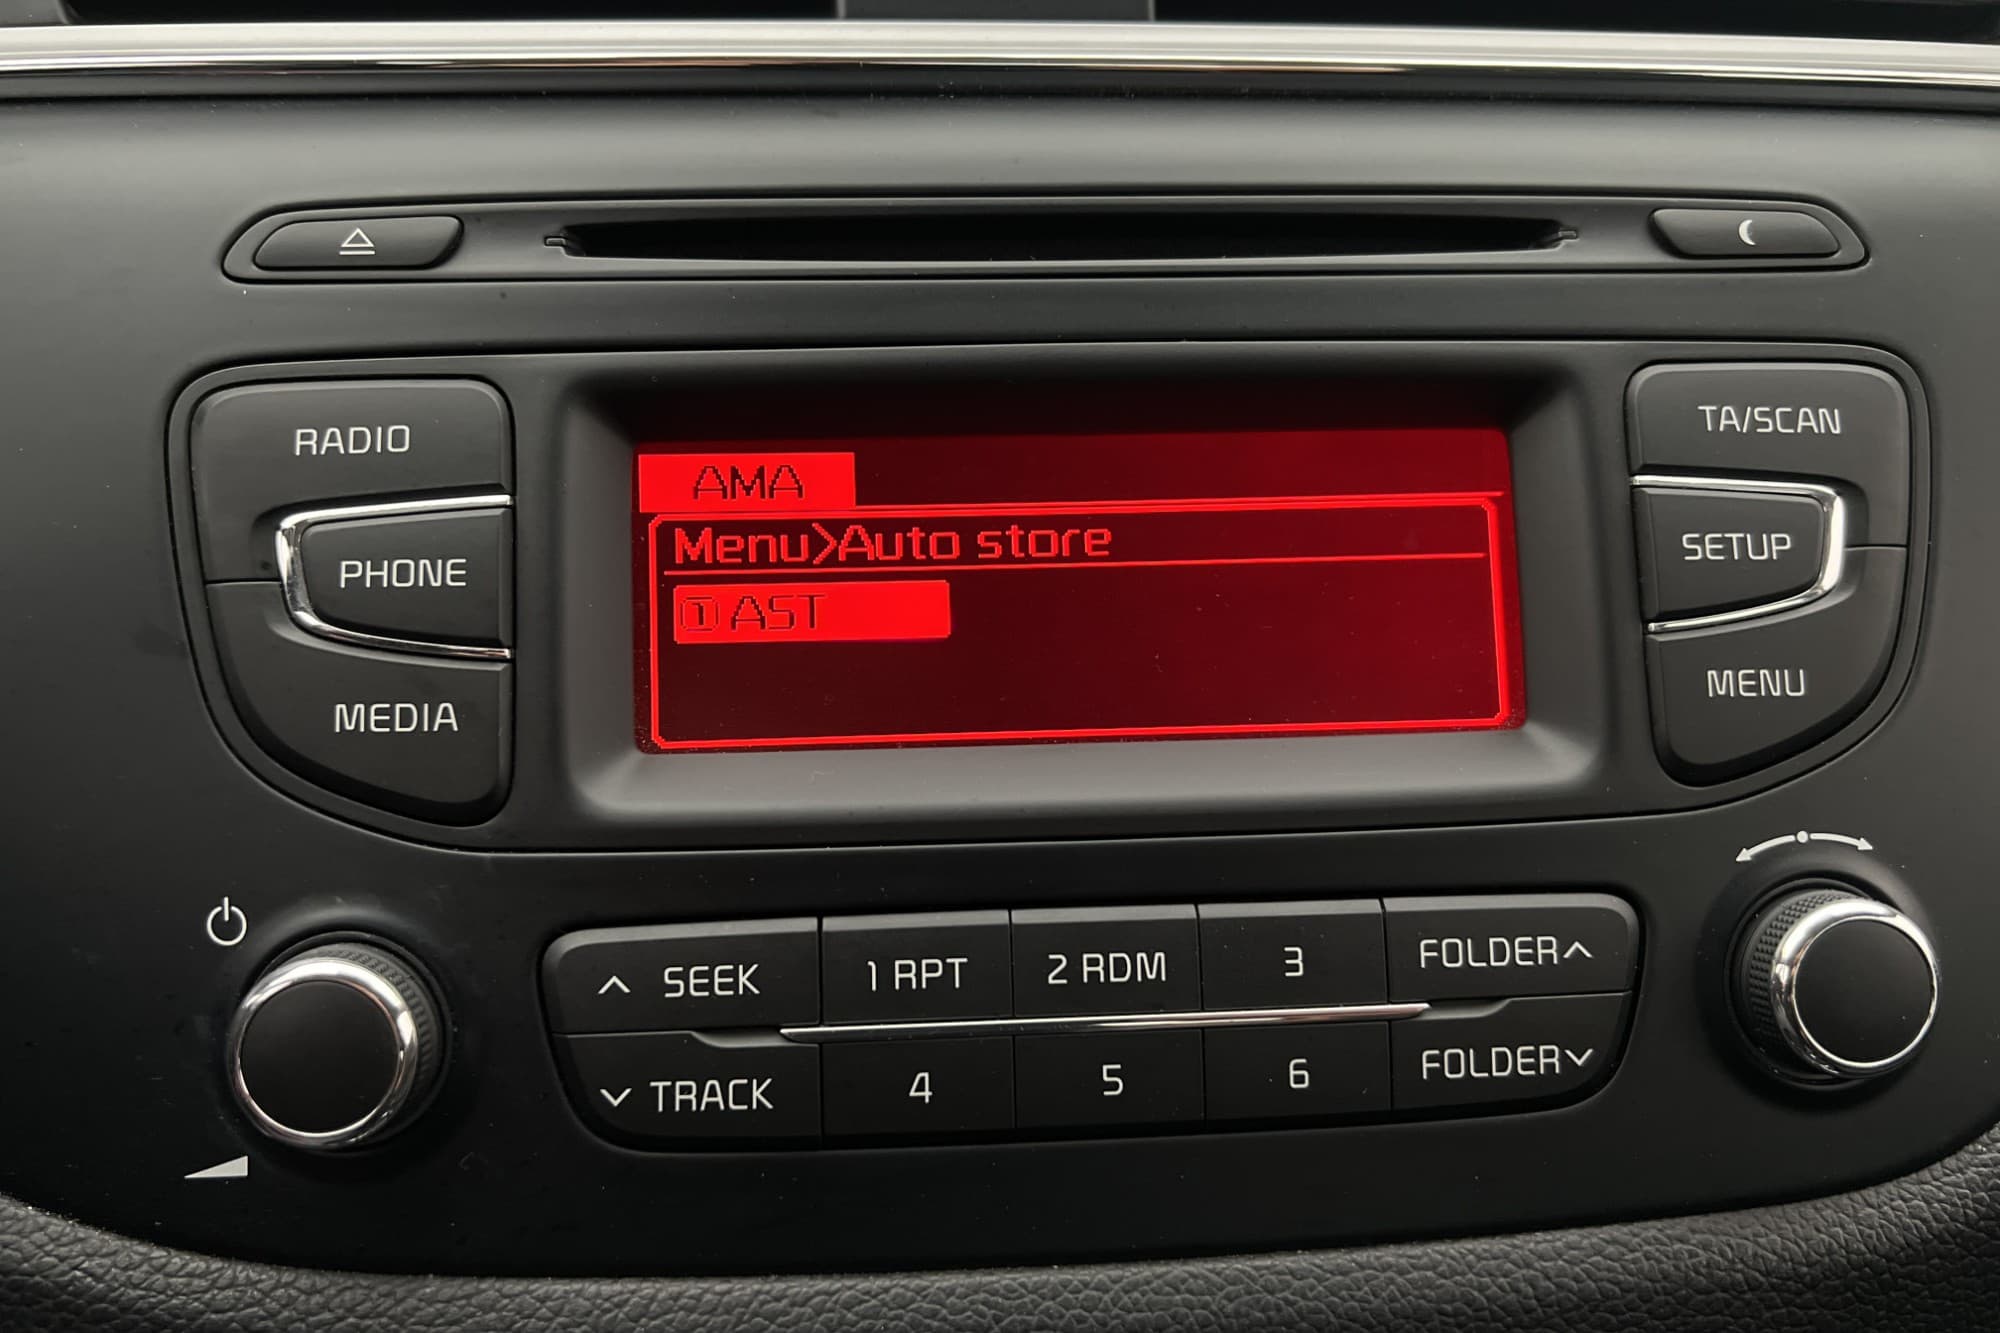 RADIO
PHONE
MEDIA
AMA
Menu>Auto store
1 AST
TA/SCAN
SETUP
MENU
SEEK
1 RPT
2 RDM
3
FOLDER
TRACK
4
5
6
FOLDER